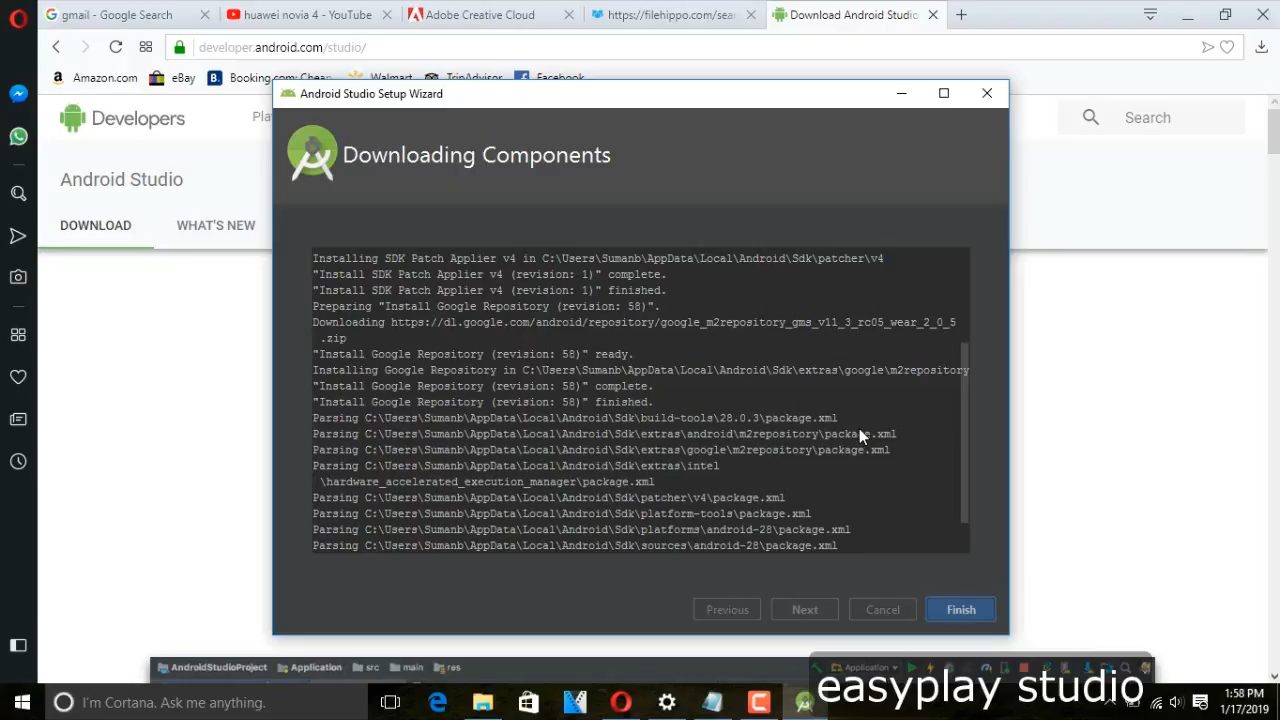 gmail - Google Search
huawei novia 4 - YouTube
Adobe Creative Cloud
https://filehippo.com/sea
Download Android Studio
developer.android.com/studio/
Amazon.com
eBay
Booking.com: Cheap
Walmart
TripAdvisor
Facebook
Android Studio Setup Wizard
Developers
Pla
Search
Downloading Components
Android Studio
DOWNLOAD
WHAT'S NEW
Installing SDK Patch Applier v4 in C:\Users\Sumanb\AppData\Local\Android\Sdk\patcher\v4
"Install SDK Patch Applier v4 (revision: 1)" complete.
"Install SDK Patch Applier v4 (revision: 1)" finished.
Preparing "Install Google Repository (revision: 58)".
Downloading https://dl.google.com/android/repository/google_m2repository_gms_v11_3_rc05_wear_2_0_5
.zip
"Install Google Repository (revision: 58)" ready.
Installing Google Repository in C:\Users\Sumanb\AppData\Local\Android\Sdk\extras\google\m2repository
"Install Google Repository (revision: 58)" complete.
"Install Google Repository (revision: 58)" finished.
Parsing C:\Users\Sumanb\AppData\Local\Android\Sdk\build-tools\28.0.3\package.xml
Parsing C:\Users\Sumanb\AppData\Local\Android\Sdk\extras\android\m2repository\package.xml
Parsing C:\Users\Sumanb\AppData\Local\Android\Sdk\extras\google\m2repository\package.xml
Parsing C:\Users\Sumanb\AppData\Local\Android\Sdk\extras\intel
\hardware_accelerated_execution_manager\package.xml
Parsing C:\Users\Sumanb\AppData\Local\Android\Sdk\patcher\v4\package.xml
Parsing C:\Users\Sumanb\AppData\Local\Android\Sdk\platform-tools\package.xml
Parsing C:\Users\Sumanb\AppData\Local\Android\Sdk\platforms\android-28\package.xml
Parsing C:\Users\Sumanb\AppData\Local\Android\Sdk\sources\android-28\package.xml
Previous
Next
Cancel
Finish
AndroidStudioProject
Application
src
main
res
Application
easyplay studio
I'm Cortana. Ask me anything.
1:58 PM
1/17/2019